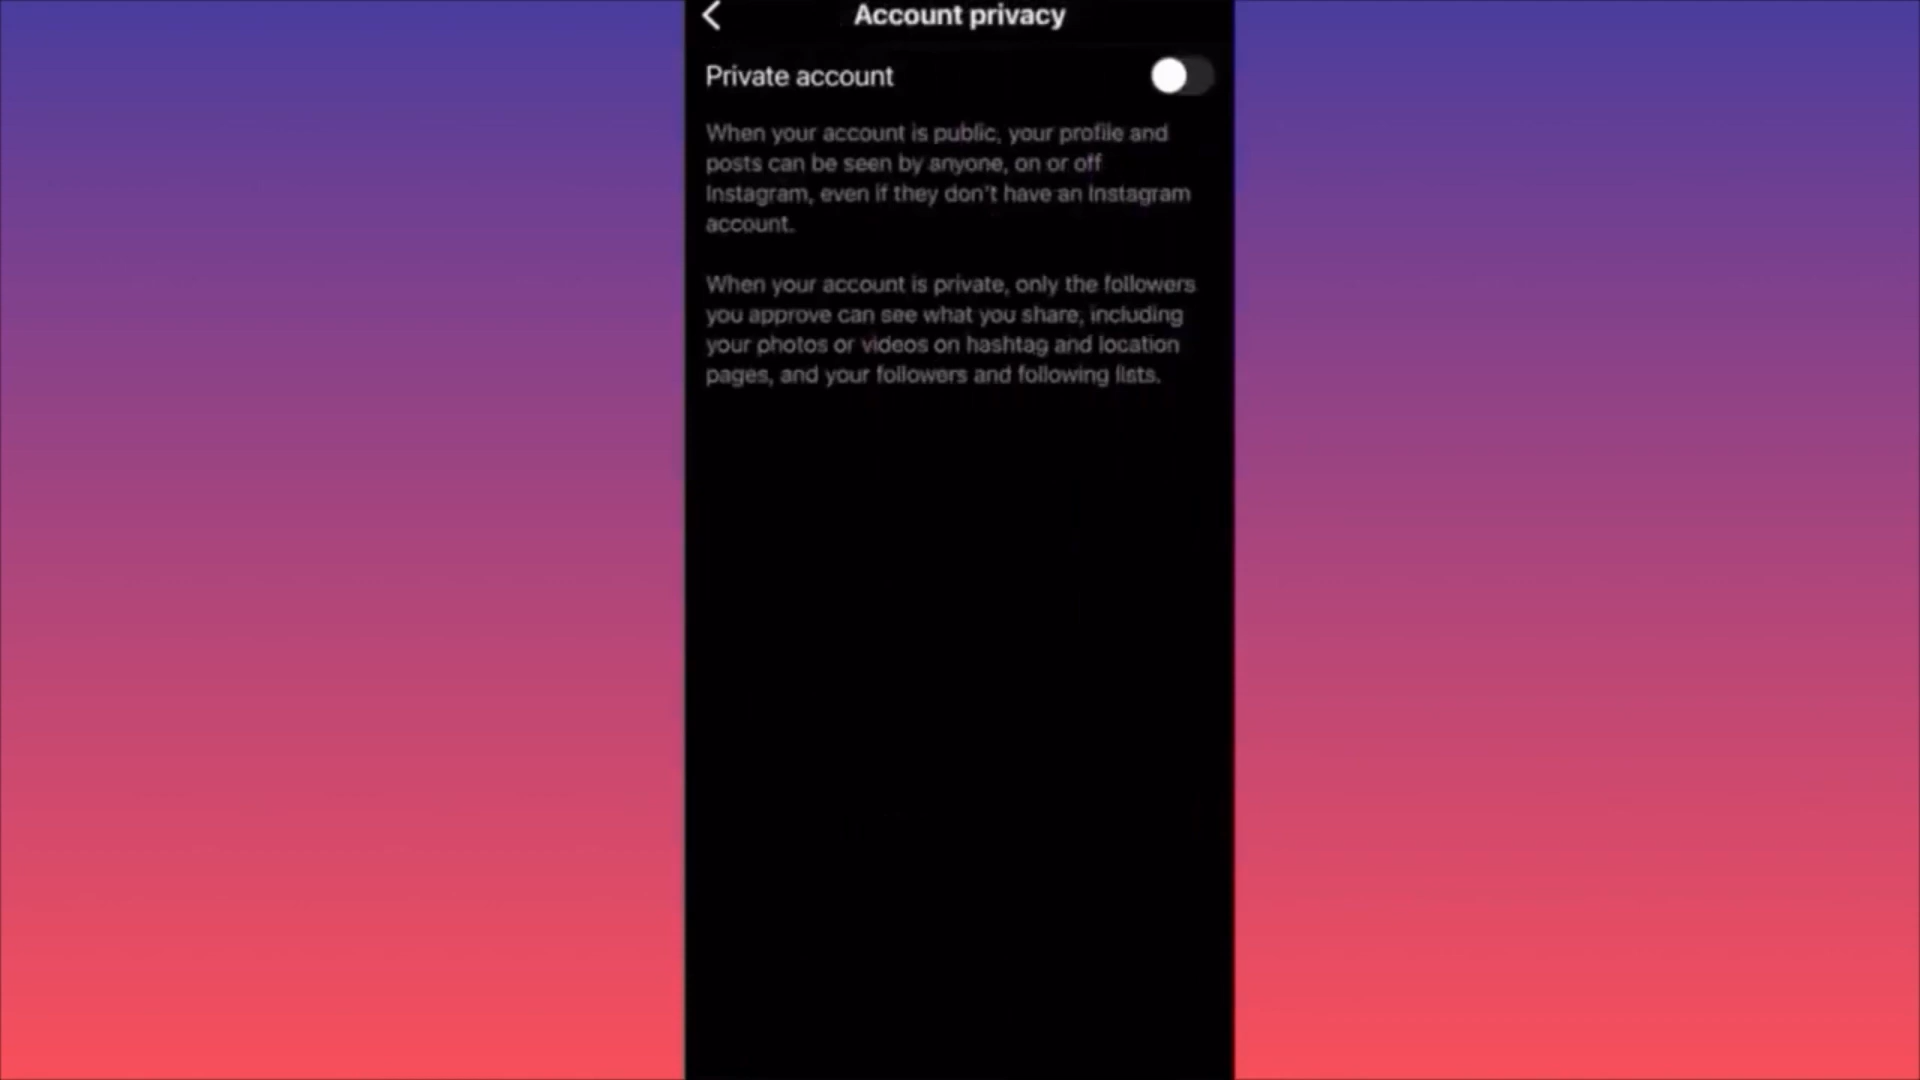 Account privacy
Private account
When your account is public, your profile and
posts can be seen by anyone, on or off
Instagram, even if they don't have an Instagram
account.
When your account is private, only the followers
you approve can see what you share, including
your photos or videos on hashtag and location
pages, and your followers and following lists.